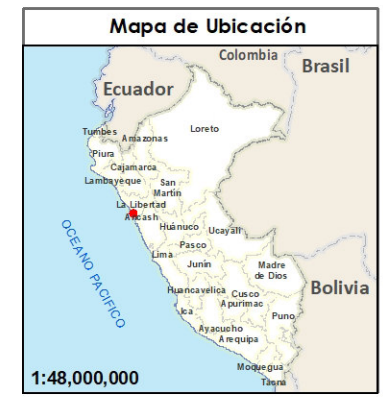 Mapa de Ubicación
Colombia
Brasil
Ecuador
Tumbes
Amazonas
Loreto
Piura
Cajamarca
Lambayeque
San
Martin
La Libertad
Ancash
Huánuco
Ucayali
Pasco
Lima
Junin
Madre
de Dios
OCEANO PACIFICO
Huancavelica
Cusco
Apurimac
Bolivia
Ica
Puno
Ayacucho
Arequipa
Moquegua
Tacna
1:48,000,000